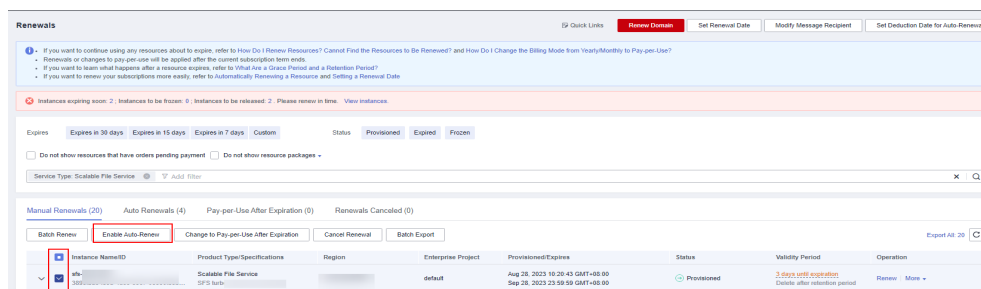 Renewals
Quick Links
Renew Domain
Set Renewal Date
Modify Message Recipient
Set Deduction Date for Auto-Renewa
If you want to continue using any resources about to expire, refer to How Do I Renew Resources? Cannot Find the Resources to Be Renewed? and How Do I Change the Billing Mode from Yearly/Monthly to Pay-per-Use?
Renewals or changes to pay-per-use will be applied after the current subscription term ends.
If you want to learn what happens after a resource expires, refer to What Are a Grace Period and a Retention Period?
If you want to renew your subscriptions more easily, refer to Automatically Renewing a Resource and Setting a Renewal Date
Instances expiring soon: 2 ; Instances to be frozen: 0 ; Instances to be released: 2 . Please renew in time. View instances.
Expires
Expires in 30 days
Expires in 15 days
Expires in 7 days
Custom
Status
Provisioned
Expired
Frozen
Do not show resources that have orders pending payment
Do not show resource packages
Service Type: Scalable File Service
Add filter
Manual Renewals (20)
Auto Renewals (4)
Pay-per-Use After Expiration (0)
Renewals Canceled (0)
Batch Renew
Enable Auto-Renew
Change to Pay-per-Use After Expiration
Cancel Renewal
Batch Export
Export All: 20
Instance Name/ID
Product Type/Specifications
Region
Enterprise Project
Provisioned/Expires
Status
Validity Period
Operation
sfs-
Scalable File Service
SFS turb
default
Aug 28, 2023 10:20:43 GMT+08:00
Sep 28, 2023 23:59:59 GMT+08:00
Provisioned
3 days until expiration
Delete after retention period
Renew
More